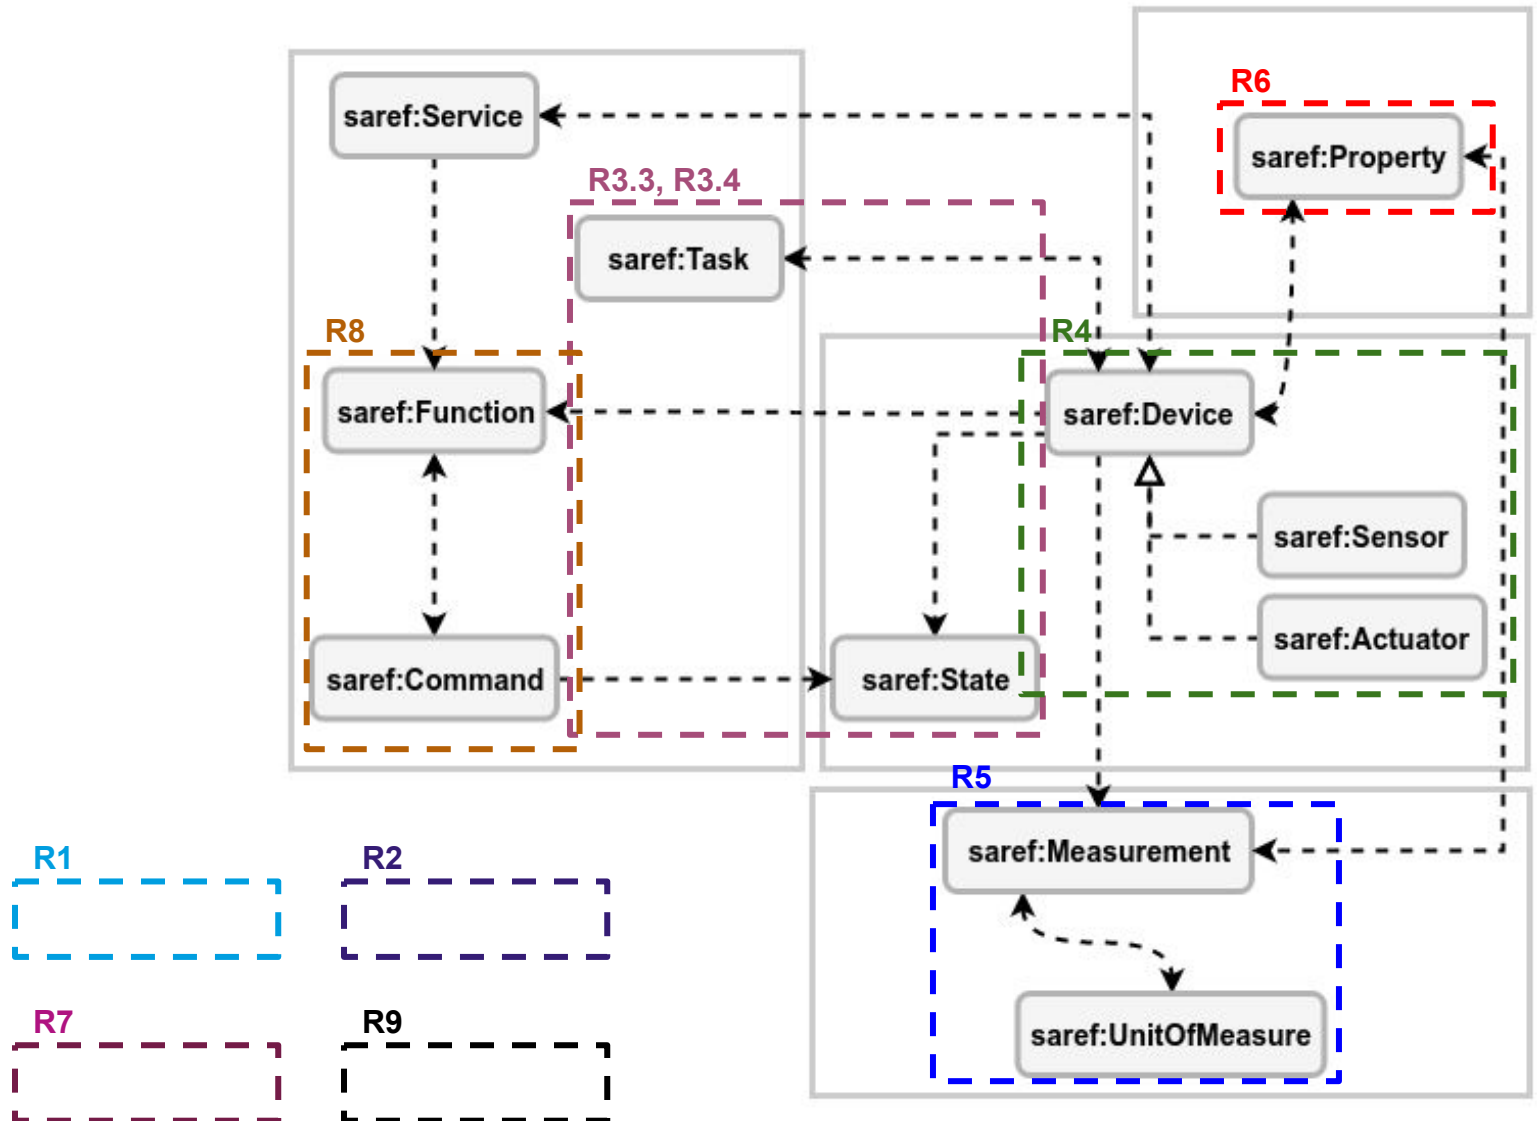 R6
saref:Service
saref:Property
R3.3, R3.4
saref:Task
R8
R4
saref:Function
saref:Device
saref:Sensor
saref:Actuator
saref:Command
saref:State
R5
saref:Measurement
R1
R2
R7
R9
saref:UnitOfMeasure